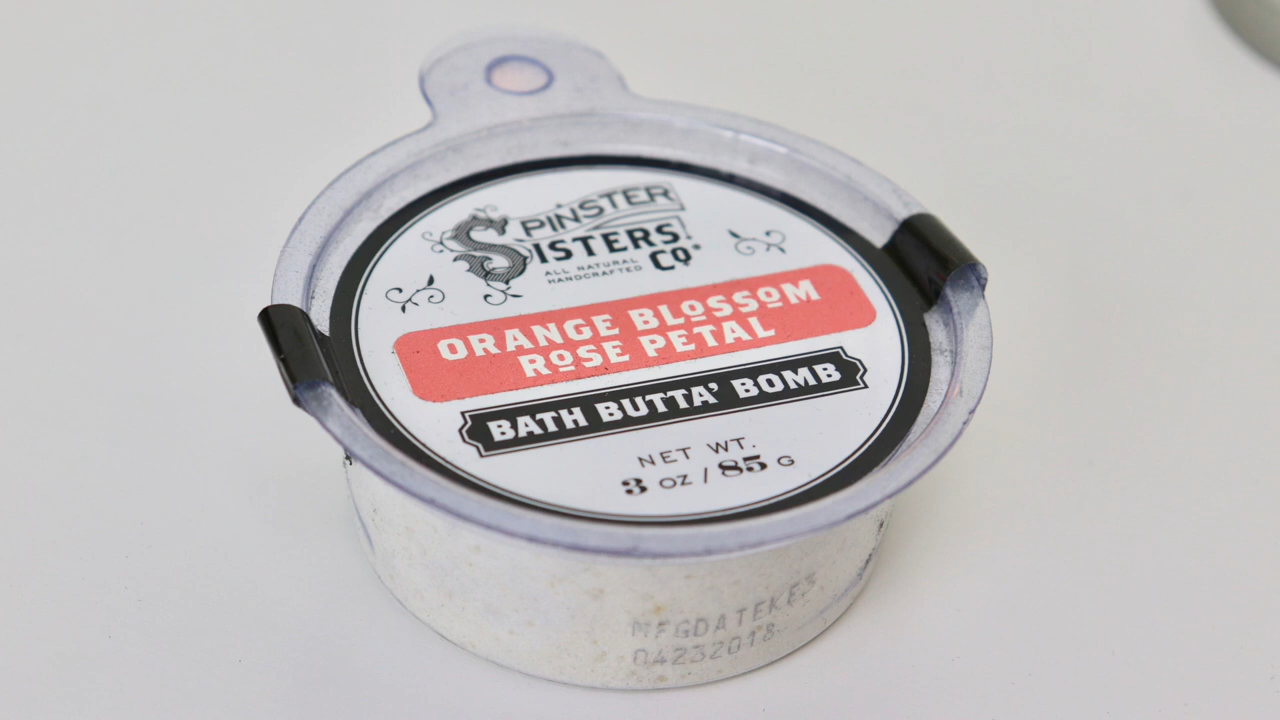 SPINSTER
SISTERS
CO®
ALL NATURAL
HANDCRAFTED
ORANGE BLOSSOM
ROSE PETAL
BATH BUTTA' BOMB
NET WT.
3 OZ / 85 G
MFGDATEKE3
04232018